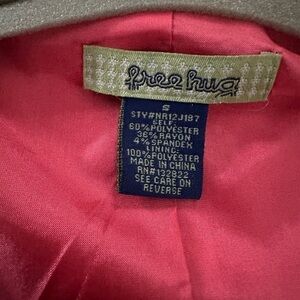 free hug
S
STY#NR12J1B7
SELF:
60%POLYESTER
36%RAYON
4%SPANDEX
LINING:
100%POLYESTER
MADE IN CHINA
RN#132822
SEE CARE ON
REVERSE